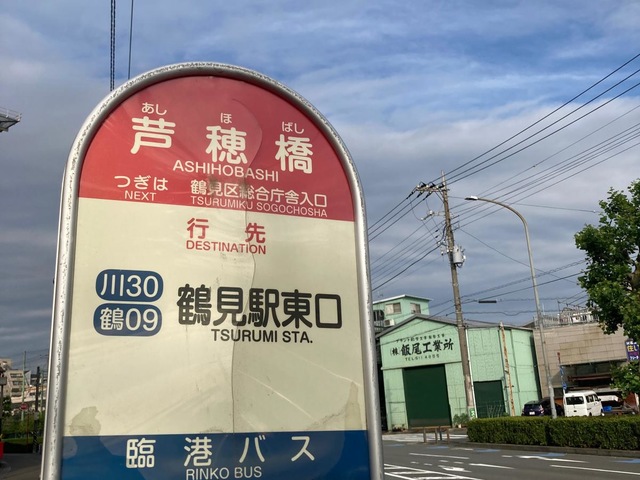 あし ほ ばし
芦穂橋
ASHIHOBASHI
つぎは 鶴見区総合庁舎入口
NEXT TSURUMIKU SOGOCHOSHA
行先
DESTINATION
川30
鶴09
鶴見駅東口
TSURUMI STA.
臨港バス
RINKO BUS
㈱飯尾工業所